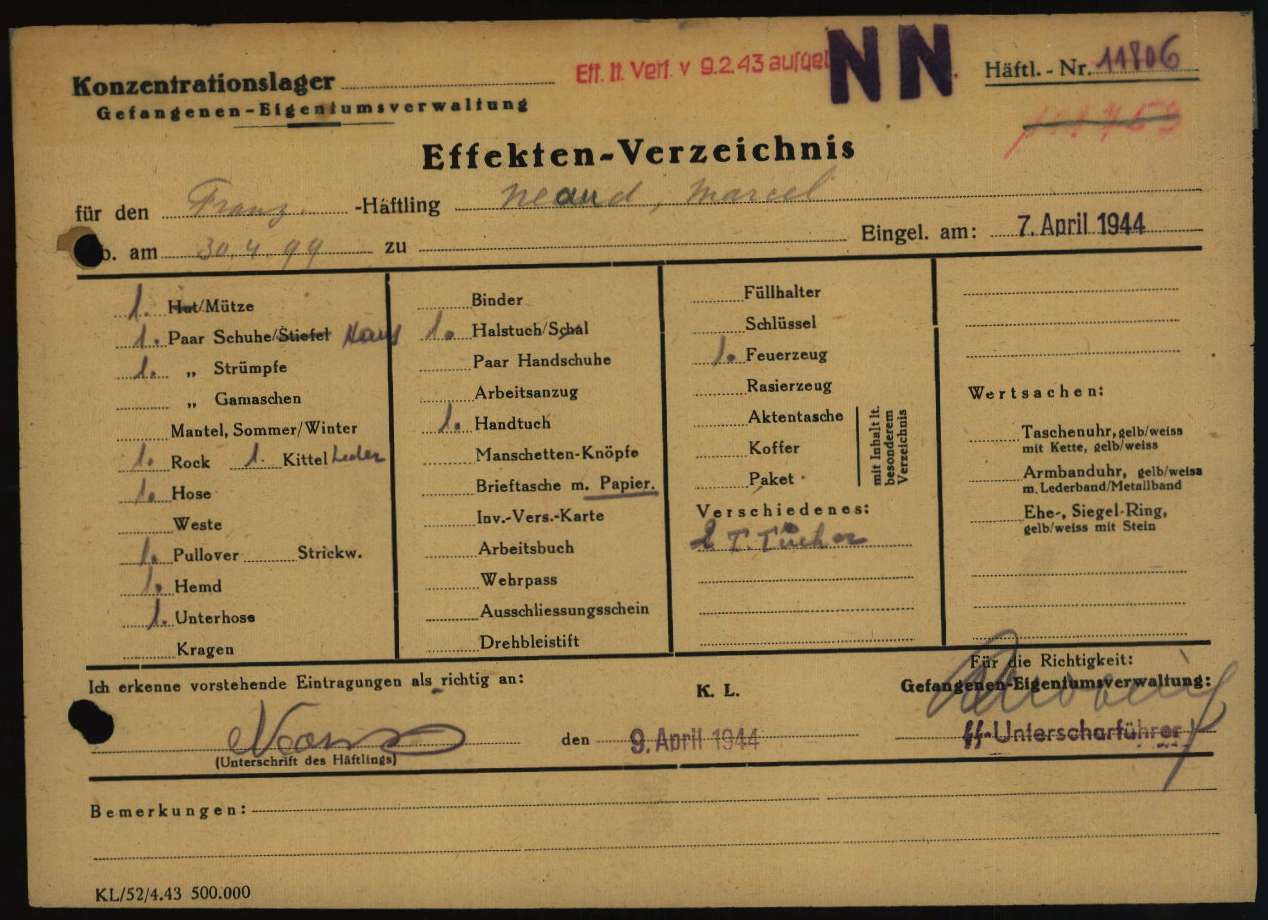 Konzentrationslager
Gefangenen-Eigentumsverwaltung
Eff. lt. Verf. v 9.2.43 aufgel
NN
Häftl.-Nr. 11806
Effekten-Verzeichnis
für den Franz. -Häftling Neaud, Marcel
b. am 30.4.99 zu Eingel. am: 7. April 1944
1. Hut/Mütze
1. Paar Schuhe/Stiefel Haus
1. „ Strümpfe
„ Gamaschen
Mantel, Sommer/Winter
1. Rock 1. Kittel Leder
1. Hose
Weste
1. Pullover Strickw.
1. Hemd
1. Unterhose
Kragen
Binder
1. Halstuch/Schal
Paar Handschuhe
Arbeitsanzug
1. Handtuch
Manschetten-Knöpfe
Brieftasche m. Papier.
Inv.-Vers.-Karte
Arbeitsbuch
Wehrpass
Ausschliessungsschein
Drehbleistift
Füllhalter
Schlüssel
1. Feuerzeug
Rasierzeug
Aktentasche
Koffer
Paket
mit Inhalt lt.
besonderem
Verzeichnis
Verschiedenes:
2 T. Tücher
Wertsachen:
Taschenuhr, gelb/weiss
mit Kette, gelb/weiss
Armbanduhr, gelb/weiss
m. Lederband/Metallband
Ehe-, Siegel-Ring,
gelb/weiss mit Stein
Ich erkenne vorstehende Eintragungen als richtig an:
K. L.
Für die Richtigkeit:
Gefangenen-Eigentumsverwaltung:
den 9. April 1944
SS-Unterscharführer
(Unterschrift des Häftlings)
Bemerkungen:
KL/52/4.43 500.000